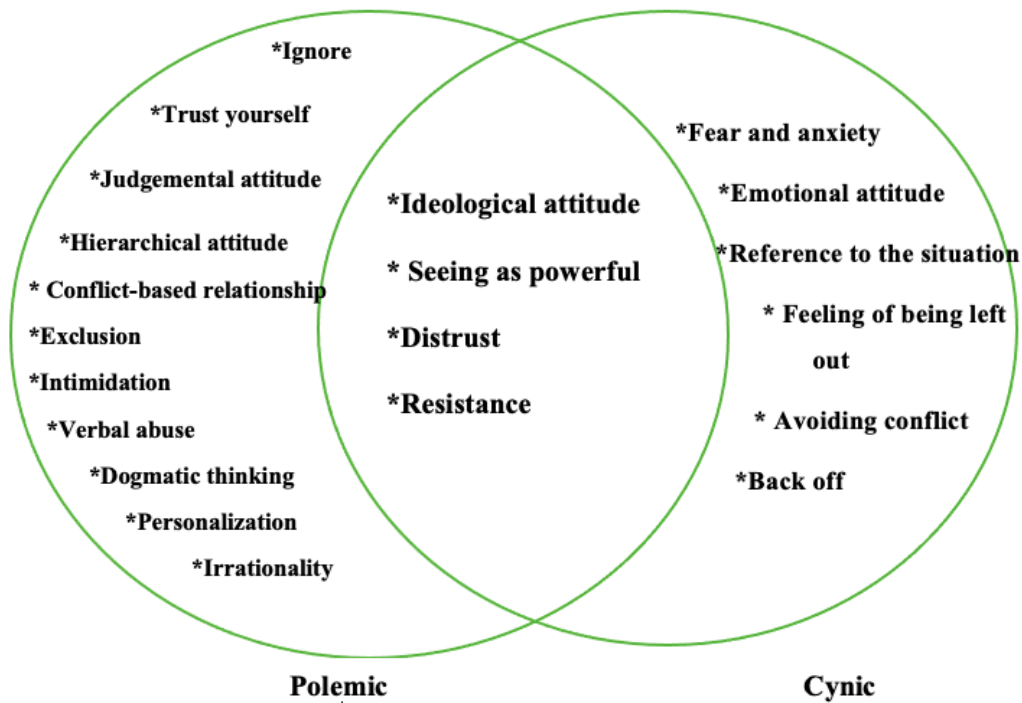 *Ignore
*Trust yourself
*Judgemental attitude
*Hierarchical attitude
* Conflict-based relationship
*Exclusion
*Intimidation
*Verbal abuse
*Dogmatic thinking
*Personalization
*Irrationality
*Ideological attitude
* Seeing as powerful
*Distrust
*Resistance
*Fear and anxiety
*Emotional attitude
*Reference to the situation
* Feeling of being left
out
* Avoiding conflict
*Back off
Polemic
Cynic